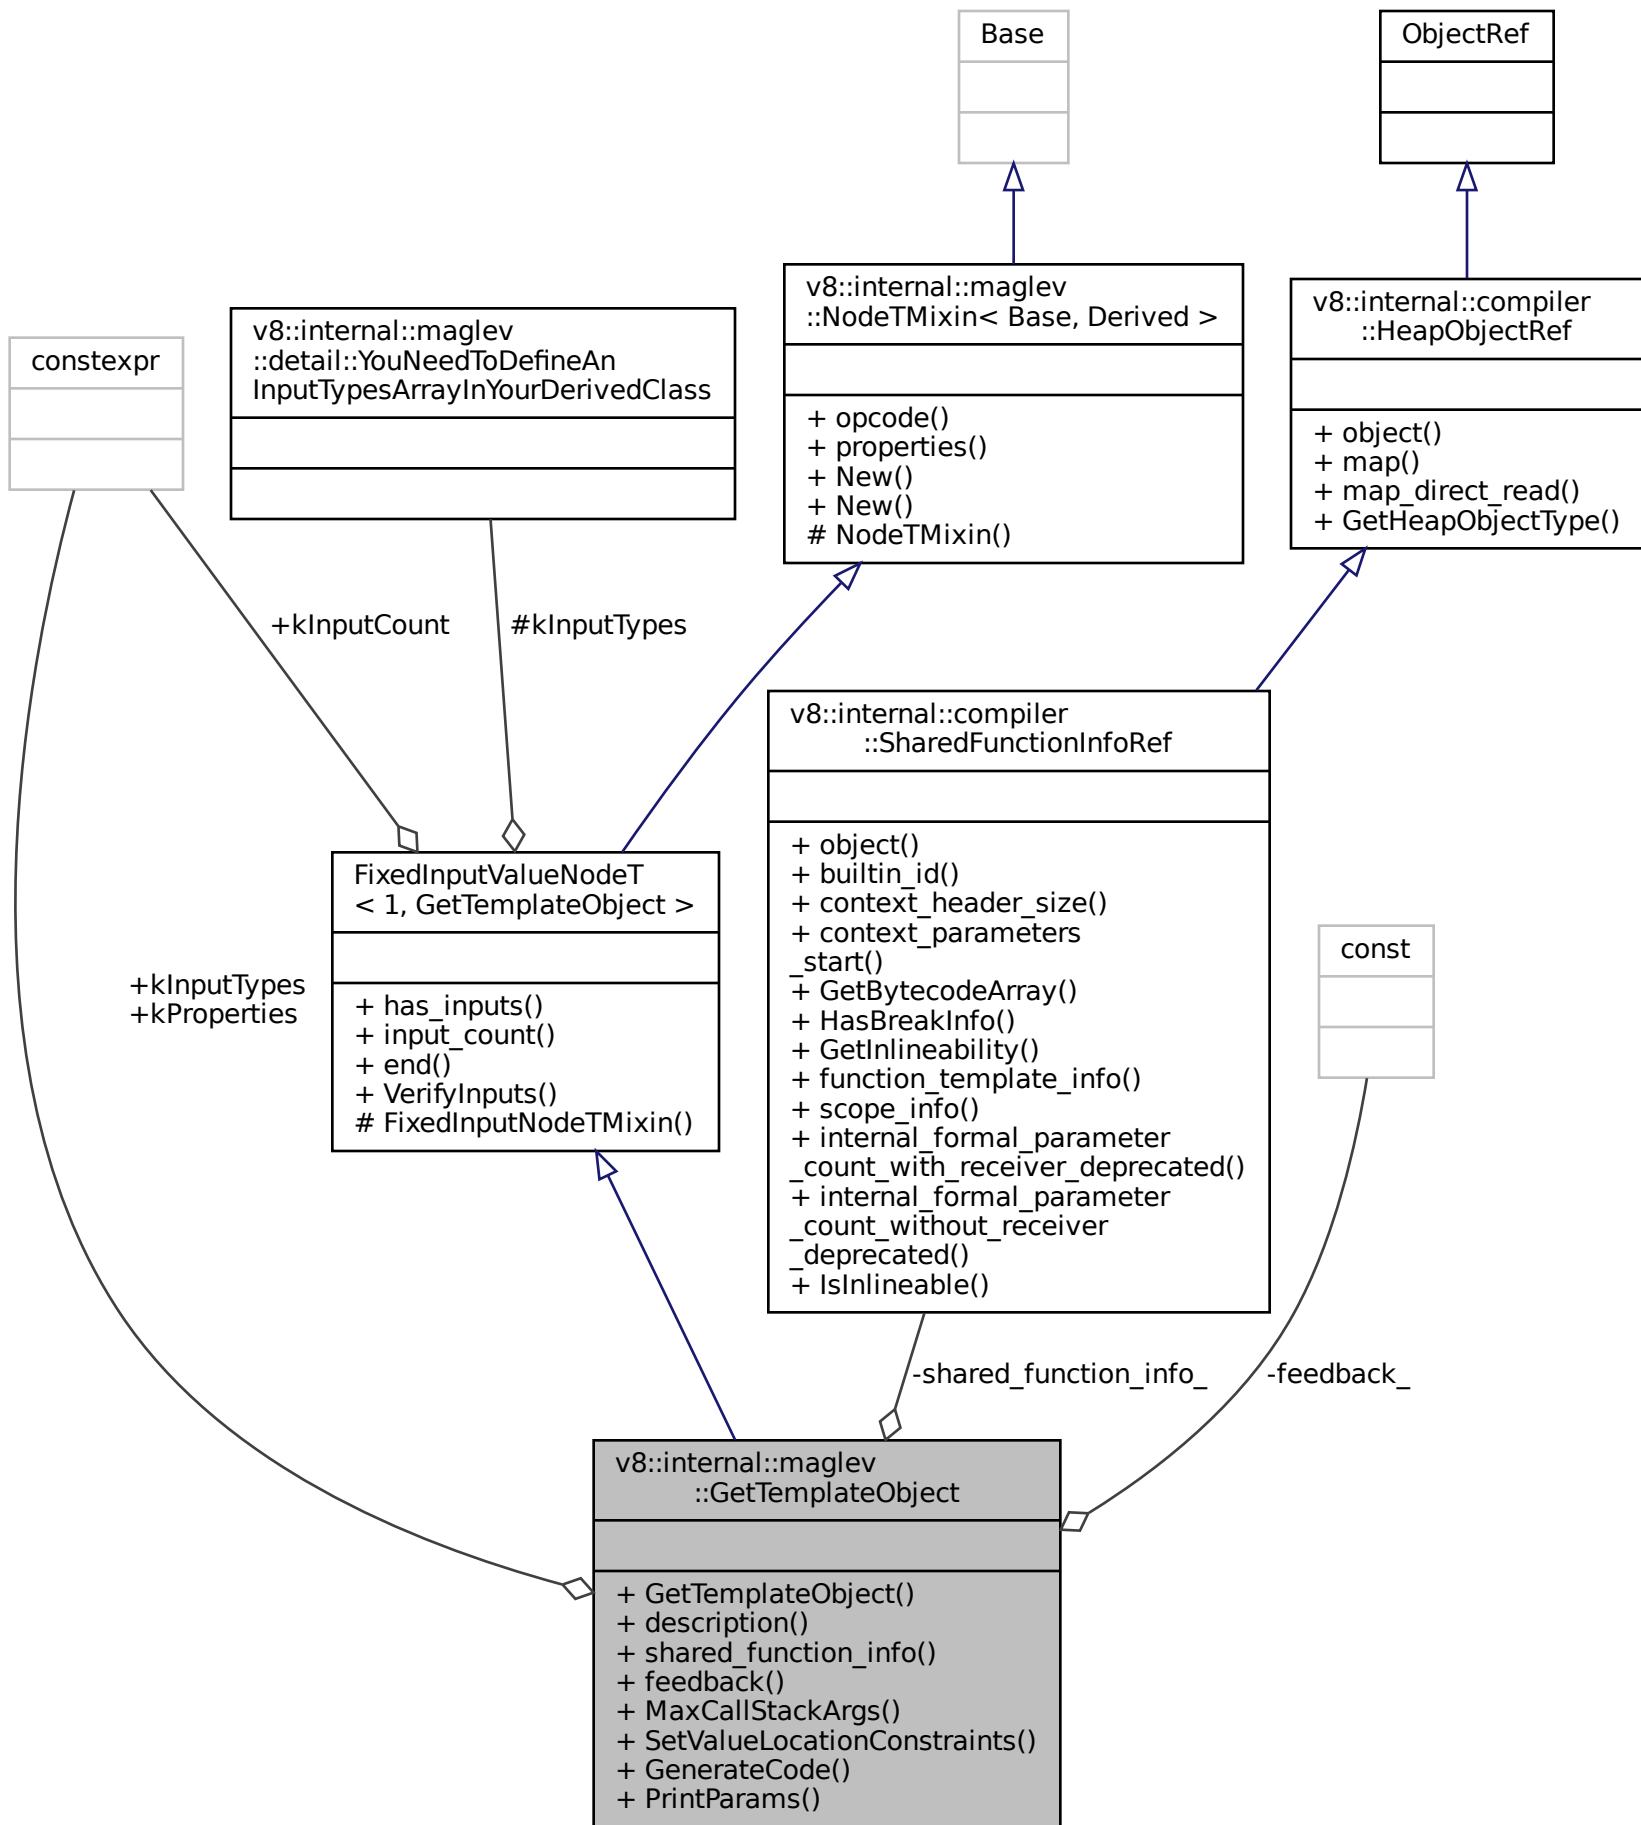 Base
ObjectRef
v8::internal::maglev
::NodeTMixin< Base, Derived >
+ opcode()
+ properties()
+ New()
+ New()
# NodeTMixin()
v8::internal::compiler
::HeapObjectRef
+ object()
+ map()
+ map_direct_read()
+ GetHeapObjectType()
v8::internal::maglev
::detail::YouNeedToDefineAn
InputTypesArrayInYourDerivedClass
constexpr
+kInputCount
#kInputTypes
v8::internal::compiler
::SharedFunctionInfoRef
+ object()
+ builtin_id()
+ context_header_size()
+ context_parameters
_start()
+ GetBytecodeArray()
+ HasBreakInfo()
+ GetInlineability()
+ function_template_info()
+ scope_info()
+ internal_formal_parameter
_count_with_receiver_deprecated()
+ internal_formal_parameter
_count_without_receiver
_deprecated()
+ IsInlineable()
FixedInputValueNodeT
< 1, GetTemplateObject >
+ has_inputs()
+ input_count()
+ end()
+ VerifyInputs()
# FixedInputNodeTMixin()
const
+kInputTypes
+kProperties
-shared_function_info_
-feedback_
v8::internal::maglev
::GetTemplateObject
+ GetTemplateObject()
+ description()
+ shared_function_info()
+ feedback()
+ MaxCallStackArgs()
+ SetValueLocationConstraints()
+ GenerateCode()
+ PrintParams()